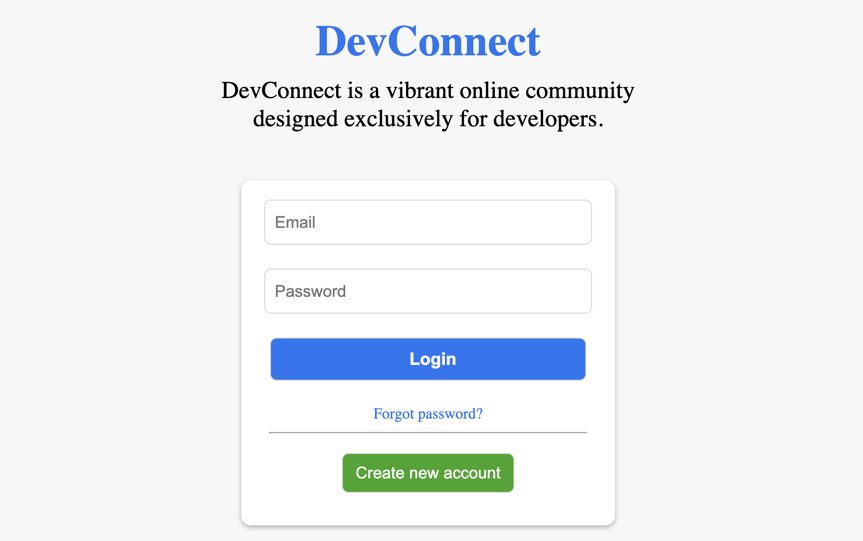 DevConnect
DevConnect is a vibrant online community
designed exclusively for developers.
Email
Password
Login
Forgot password?
Create new account